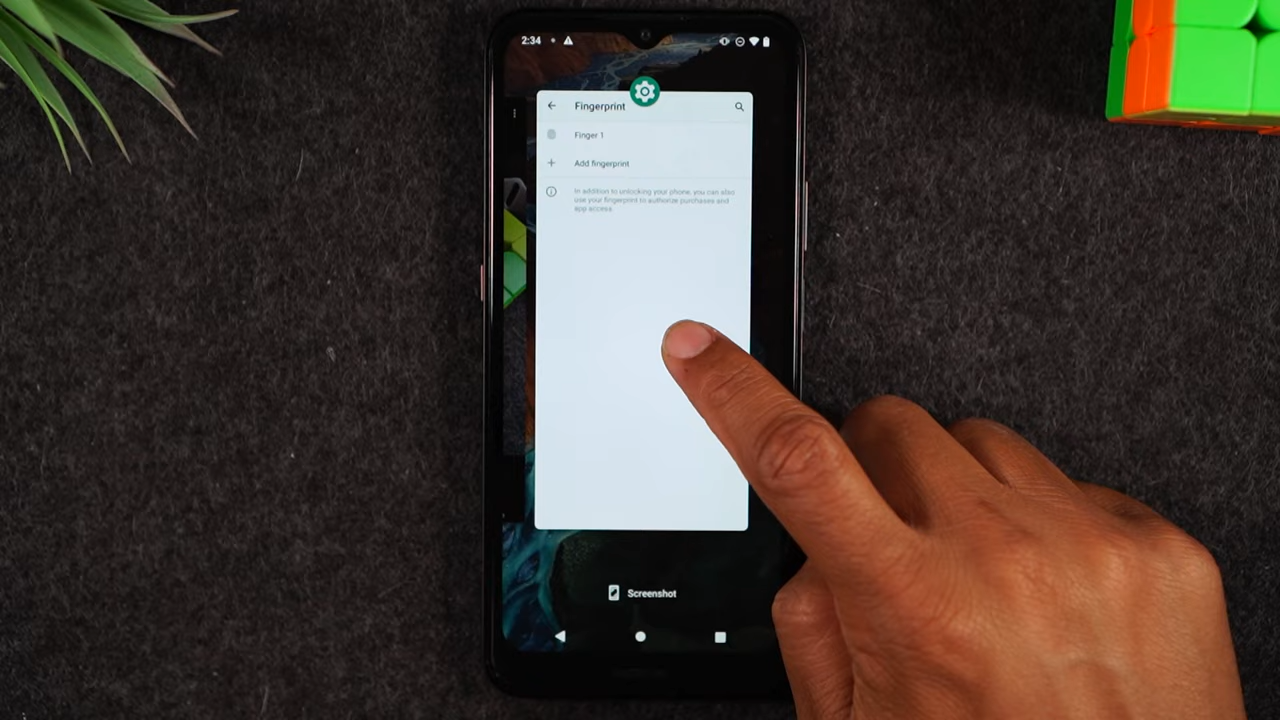 2:34
Fingerprint
Finger 1
Add fingerprint
In addition to unlocking your phone, you can also
use your fingerprint to authorize purchases and
app access.
Screenshot